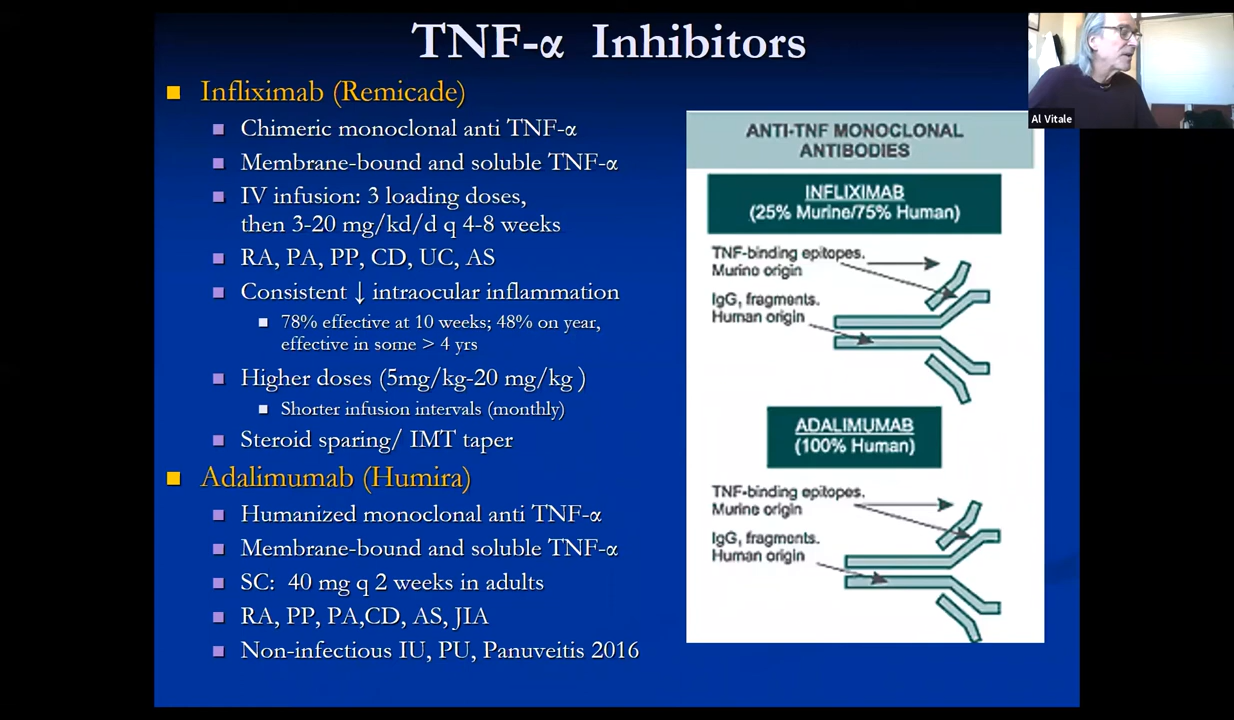 TNF-α Inhibitors
Infliximab (Remicade)
Chimeric monoclonal anti TNF-α
Membrane-bound and soluble TNF-α
IV infusion: 3 loading doses,
then 3-20 mg/kd/d q 4-8 weeks
RA, PA, PP, CD, UC, AS
Consistent ↓ intraocular inflammation
78% effective at 10 weeks; 48% on year,
effective in some > 4 yrs
Higher doses (5mg/kg-20 mg/kg )
Shorter infusion intervals (monthly)
Steroid sparing/ IMT taper
Adalimumab (Humira)
Humanized monoclonal anti TNF-α
Membrane-bound and soluble TNF-α
SC: 40 mg q 2 weeks in adults
RA, PP, PA,CD, AS, JIA
Non-infectious IU, PU, Panuveitis 2016
ANTI-TNF MONOCLONAL
ANTIBODIES
INFLIXIMAB
(25% Murine/75% Human)
TNF-binding epitopes.
Murino origin
IgG₁ fragments.
Human origin
ADALIMUMAB
(100% Human)
TNF-binding epitopes.
Murine origin
IgG₁ fragments.
Human origin
Al Vitale